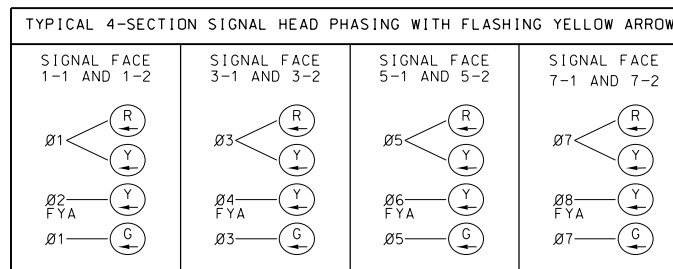 TYPICAL 4-SECTION SIGNAL HEAD PHASING WITH FLASHING YELLOW ARROW
SIGNAL FACE
1-1 AND 1-2
R
Ø1
Y
Ø2
Y
FYA
Ø1
G
SIGNAL FACE
3-1 AND 3-2
R
Ø3
Y
Ø4
Y
FYA
Ø3
G
SIGNAL FACE
5-1 AND 5-2
R
Ø5
Y
Ø6
Y
FYA
Ø5
G
SIGNAL FACE
7-1 AND 7-2
R
Ø7
Y
Ø8
Y
FYA
Ø7
G